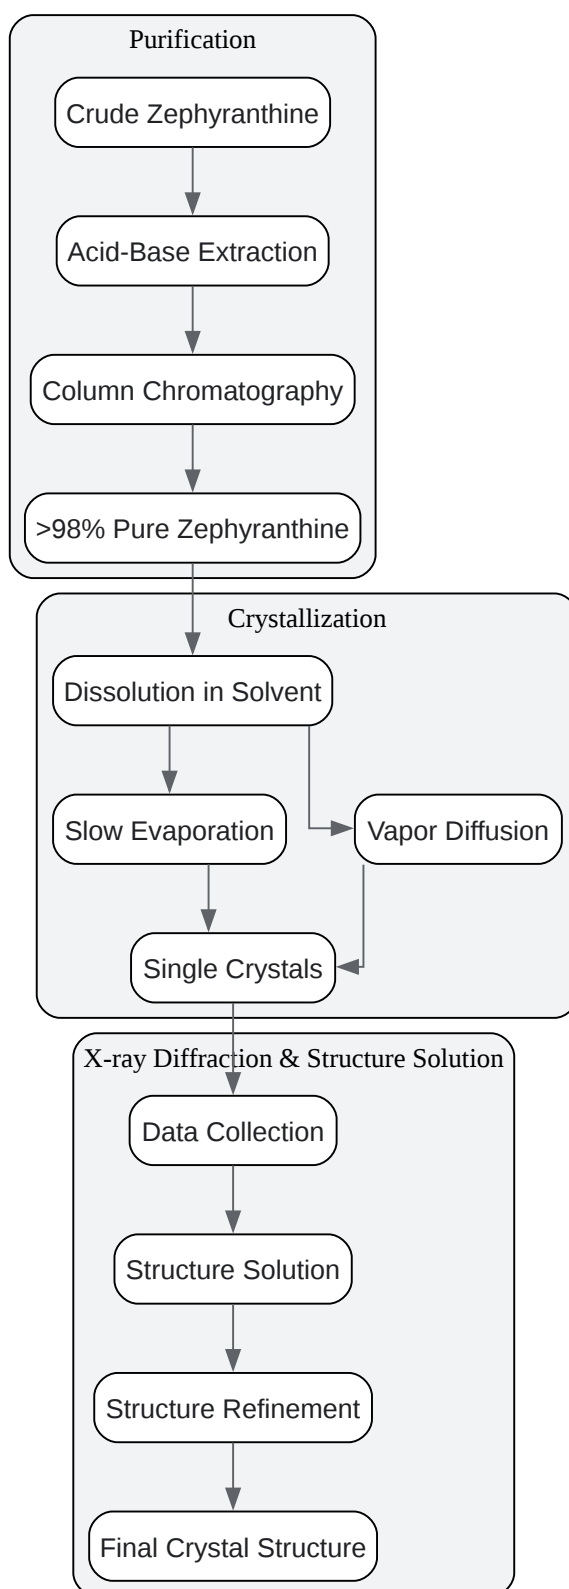 Purification
Crude Zephyranthine
Acid-Base Extraction
Column Chromatography
>98% Pure Zephyranthine
Crystallization
Dissolution in Solvent
Slow Evaporation
Vapor Diffusion
Single Crystals
X-ray Diffraction & Structure Solution
Data Collection
Structure Solution
Structure Refinement
Final Crystal Structure